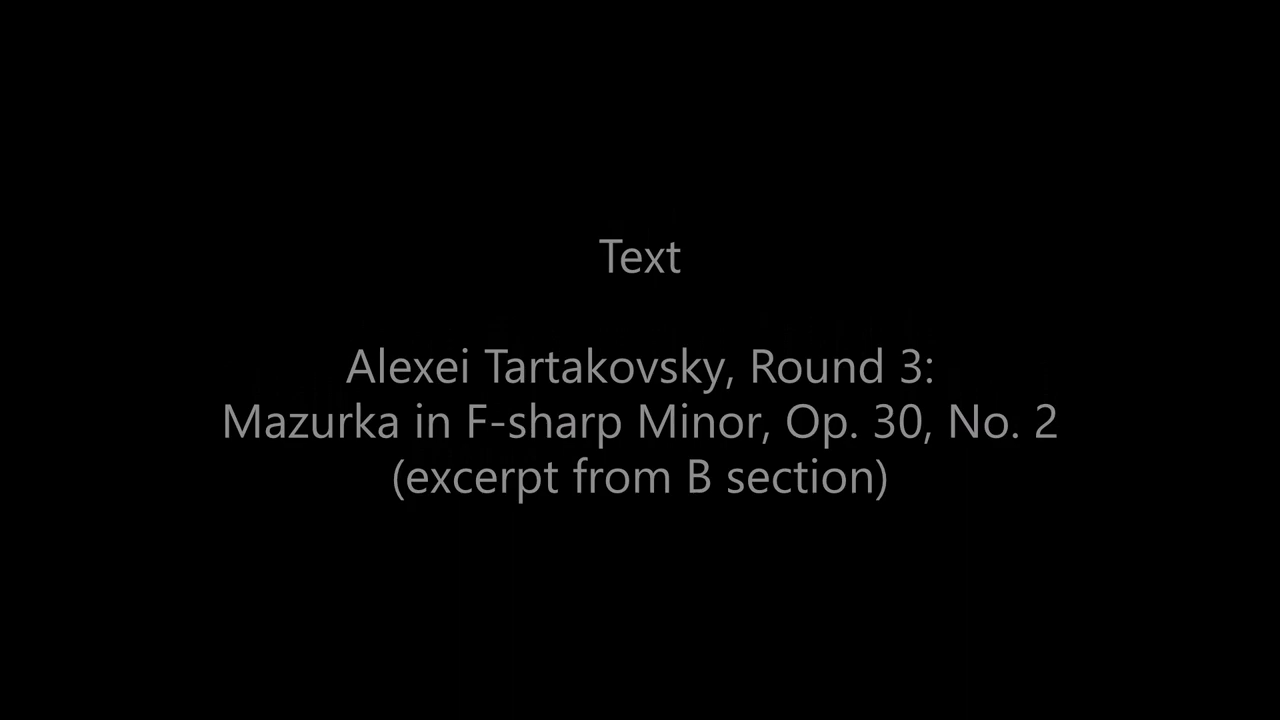 Text
Alexei Tartakovsky, Round 3:
Mazurka in F-sharp Minor, Op. 30, No. 2
(excerpt from B section)